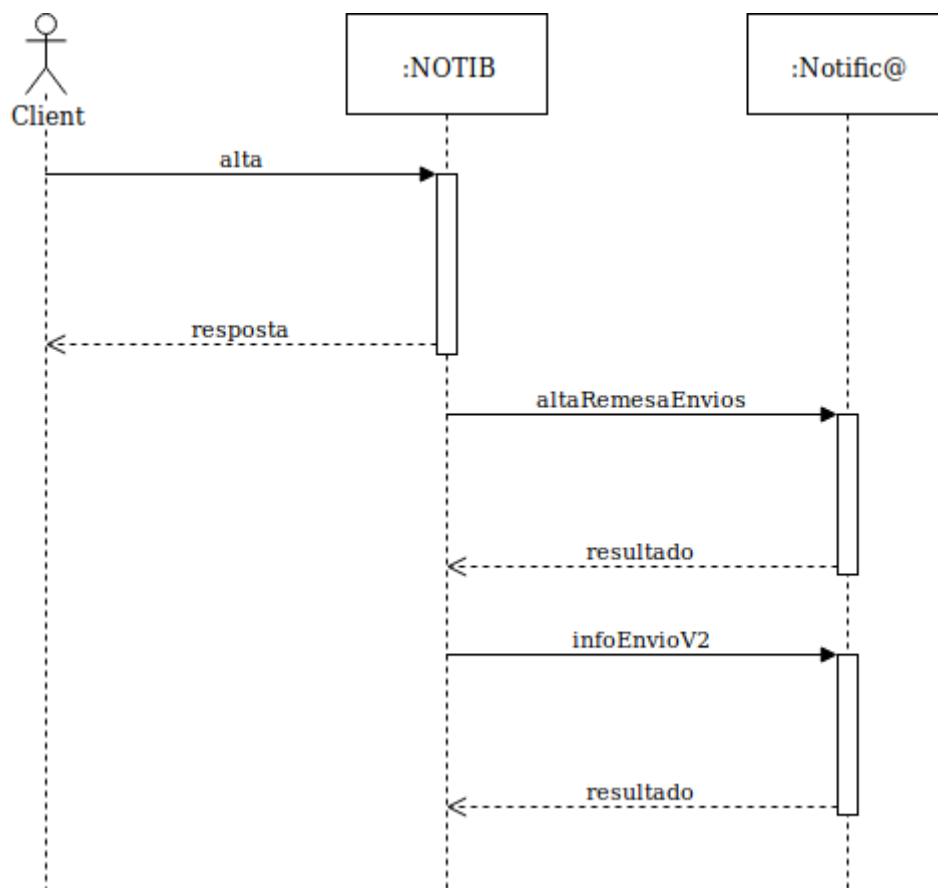 :NOTIB
:Notific@
Client
alta
resposta
altaRemesaEnvios
resultado
infoEnvioV2
resultado